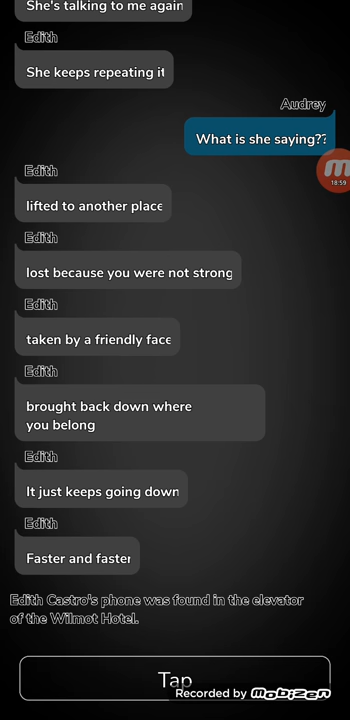 She's talking to me again
Edith
She keeps repeating it
Audrey
What is she saying??
18:59
Edith
lifted to another place
Edith
lost because you were not strong
Edith
taken by a friendly face
Edith
brought back down where
you belong
Edith
It just keeps going down
Edith
Faster and faster
Edith Castro's phone was found in the elevator
of the Wilmot Hotel.
Tap
Recorded by Mobizen